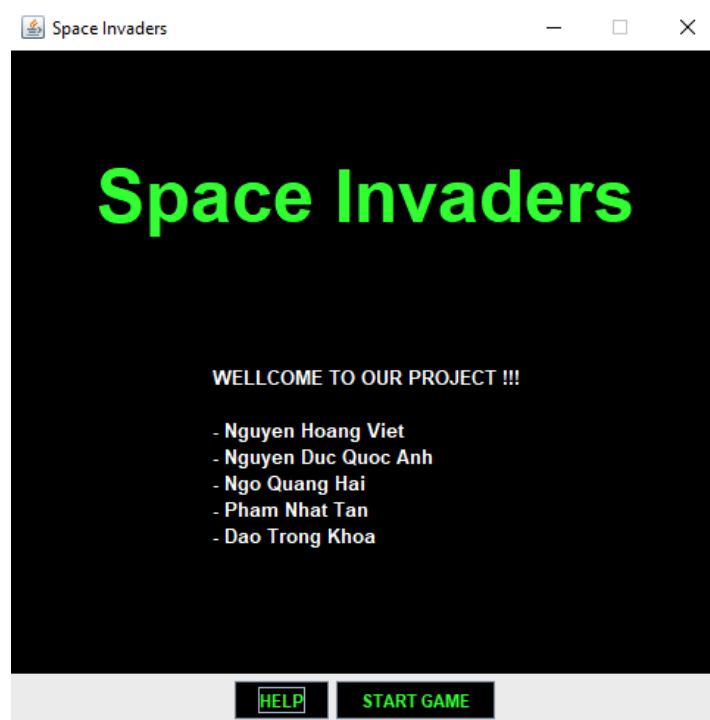 Space Invaders
Space Invaders
WELLCOME TO OUR PROJECT !!!
- Nguyen Hoang Viet
- Nguyen Duc Quoc Anh
- Ngo Quang Hai
- Pham Nhat Tan
- Dao Trong Khoa
HELP
START GAME